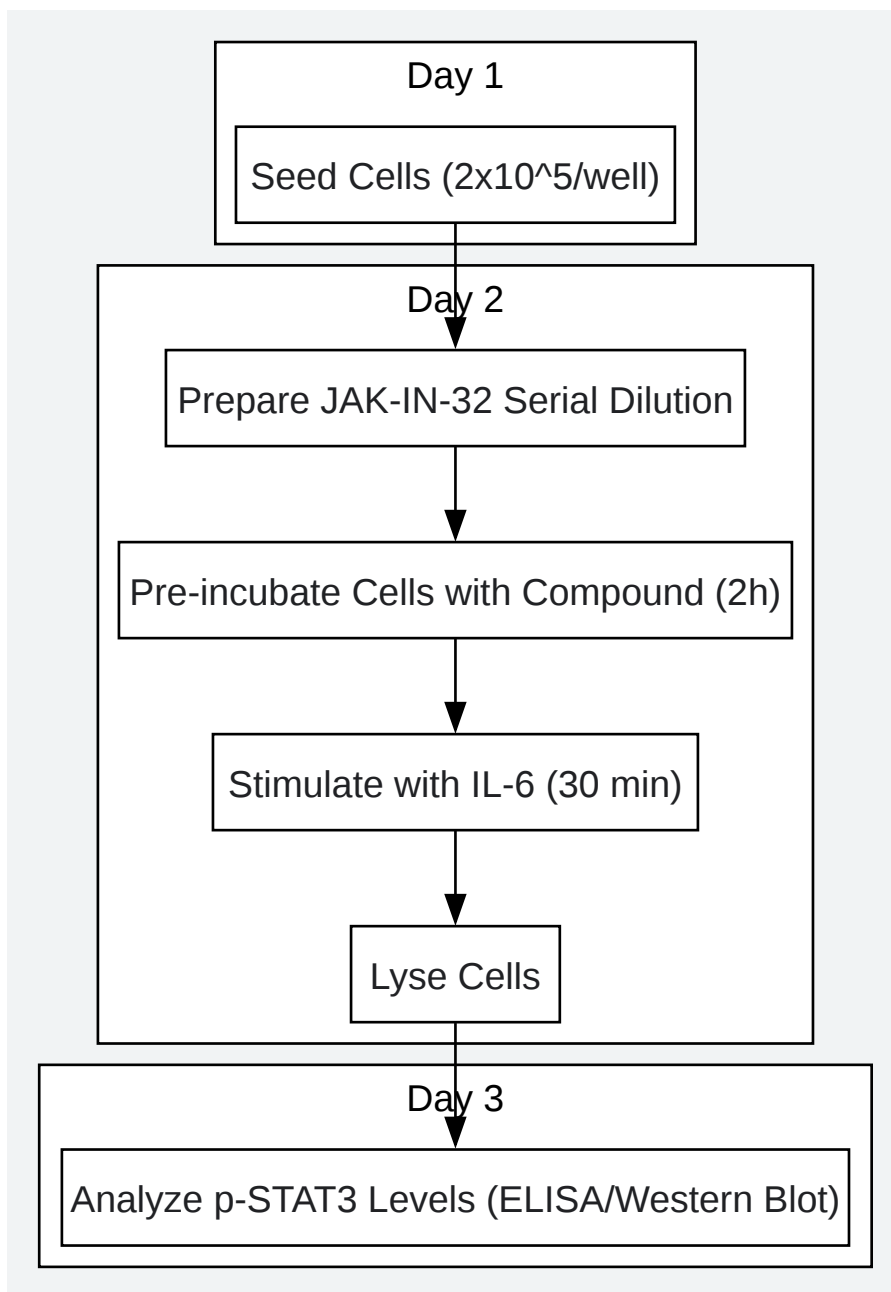 Day 1
Seed Cells (2x10^5/well)
Day 2
Prepare JAK-IN-32 Serial Dilution
Pre-incubate Cells with Compound (2h)
Stimulate with IL-6 (30 min)
Lyse Cells
Day 3
Analyze p-STAT3 Levels (ELISA/Western Blot)